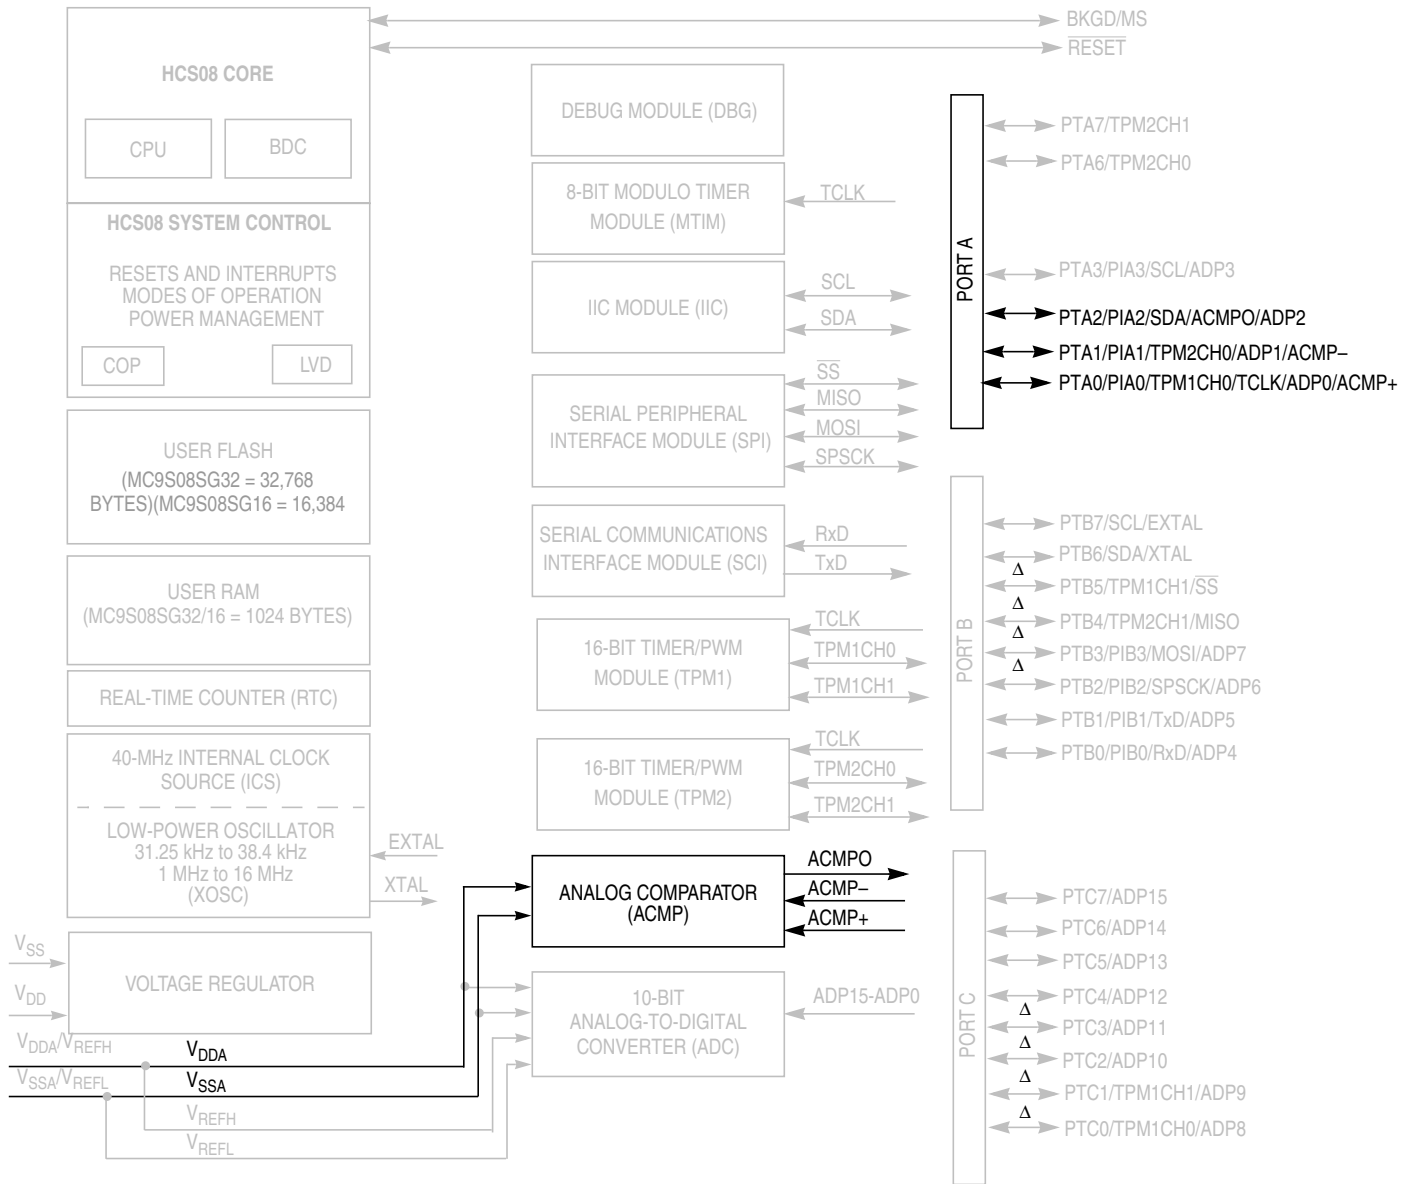 BKGD/MS
RESET
HCS08 CORE
CPU
BDC
HCS08 SYSTEM CONTROL
RESETS AND INTERRUPTS
MODES OF OPERATION
POWER MANAGEMENT
COP
LVD
USER FLASH
(MC9S08SG32 = 32,768
BYTES)(MC9S08SG16 = 16,384
USER RAM
(MC9S08SG32/16 = 1024 BYTES)
REAL-TIME COUNTER (RTC)
40-MHz INTERNAL CLOCK
SOURCE (ICS)
LOW-POWER OSCILLATOR
31.25 kHz to 38.4 kHz
1 MHz to 16 MHz
(XOSC)
EXTAL
XTAL
VSS
VDD
VOLTAGE REGULATOR
VDDA/VREFH
VDDA
VSSA/VREFL
VSSA
VREFH
VREFL
DEBUG MODULE (DBG)
8-BIT MODULO TIMER
MODULE (MTIM)
TCLK
IIC MODULE (IIC)
SCL
SDA
SERIAL PERIPHERAL
INTERFACE MODULE (SPI)
SS
MISO
MOSI
SPSCK
SERIAL COMMUNICATIONS
INTERFACE MODULE (SCI)
RxD
TxD
16-BIT TIMER/PWM
MODULE (TPM1)
TCLK
TPM1CH0
TPM1CH1
16-BIT TIMER/PWM
MODULE (TPM2)
TCLK
TPM2CH0
TPM2CH1
ANALOG COMPARATOR
(ACMP)
ACMPO
ACMP–
ACMP+
10-BIT
ANALOG-TO-DIGITAL
CONVERTER (ADC)
ADP15-ADP0
PORT A
PTA7/TPM2CH1
PTA6/TPM2CH0
PTA3/PIA3/SCL/ADP3
PTA2/PIA2/SDA/ACMPO/ADP2
PTA1/PIA1/TPM2CH0/ADP1/ACMP–
PTA0/PIA0/TPM1CH0/TCLK/ADP0/ACMP+
PORT B
PTB7/SCL/EXTAL
PTB6/SDA/XTAL
Δ
PTB5/TPM1CH1/SS
Δ
PTB4/TPM2CH1/MISO
Δ
PTB3/PIB3/MOSI/ADP7
Δ
PTB2/PIB2/SPSCK/ADP6
PTB1/PIB1/TxD/ADP5
PTB0/PIB0/RxD/ADP4
PORT C
PTC7/ADP15
PTC6/ADP14
PTC5/ADP13
PTC4/ADP12
Δ
PTC3/ADP11
Δ
PTC2/ADP10
Δ
PTC1/TPM1CH1/ADP9
Δ
PTC0/TPM1CH0/ADP8